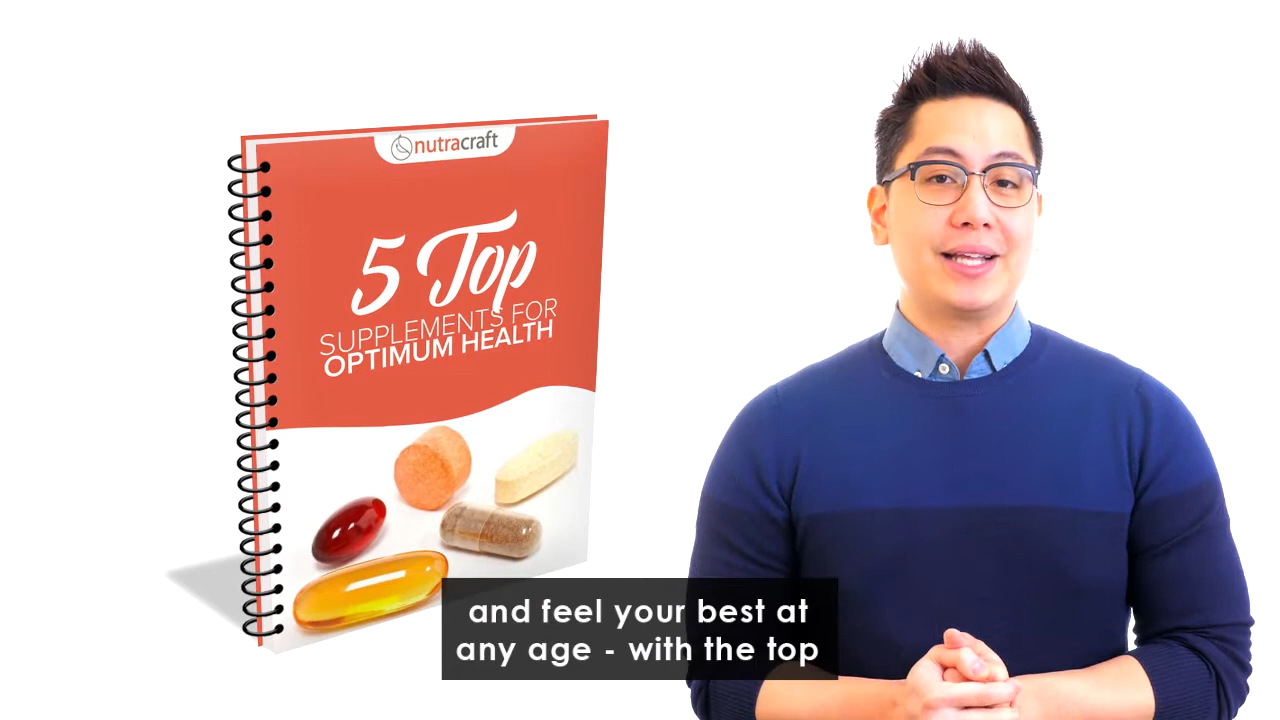 nutracraft
5 Top
SUPPLEMENTS FOR
OPTIMUM HEALTH
and feel your best at
any age - with the top